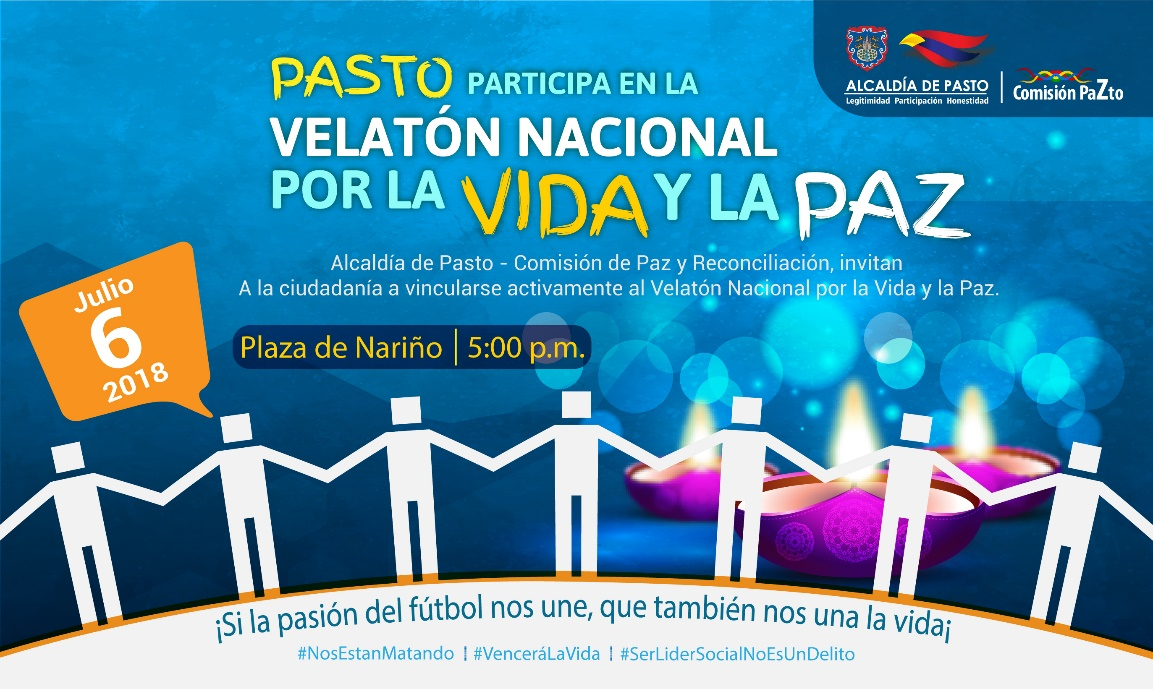 ALCALDÍA DE PASTO
Legitimidad Participación Honestidad
Comisión PaZto
PASTO PARTICIPA EN LA
VELATÓN NACIONAL
POR LA VIDA Y LA PAZ
Alcaldía de Pasto - Comisión de Paz y Reconciliación, invitan
A la ciudadanía a vincularse activamente al Velatón Nacional por la Vida y la Paz.
Julio
6
2018
Plaza de Nariño | 5:00 p.m.
¡Si la pasión del fútbol nos une, que también nos una la vida¡
#NosEstanMatando | #VenceráLaVida | #SerLiderSocialNoEsUnDelito